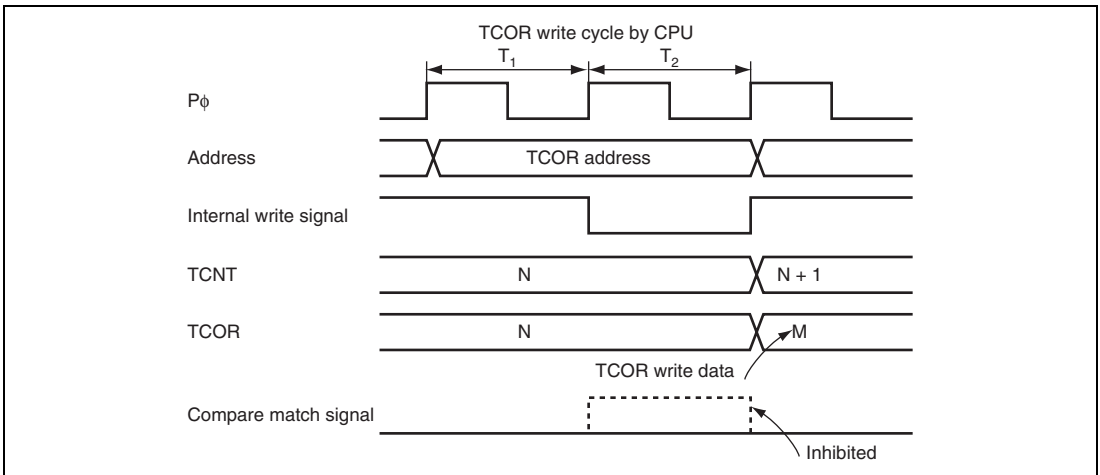 TCOR write cycle by CPU
T1 T2
Pϕ
Address TCOR address
Internal write signal
TCNT N N + 1
TCOR N M
TCOR write data
Compare match signal
Inhibited